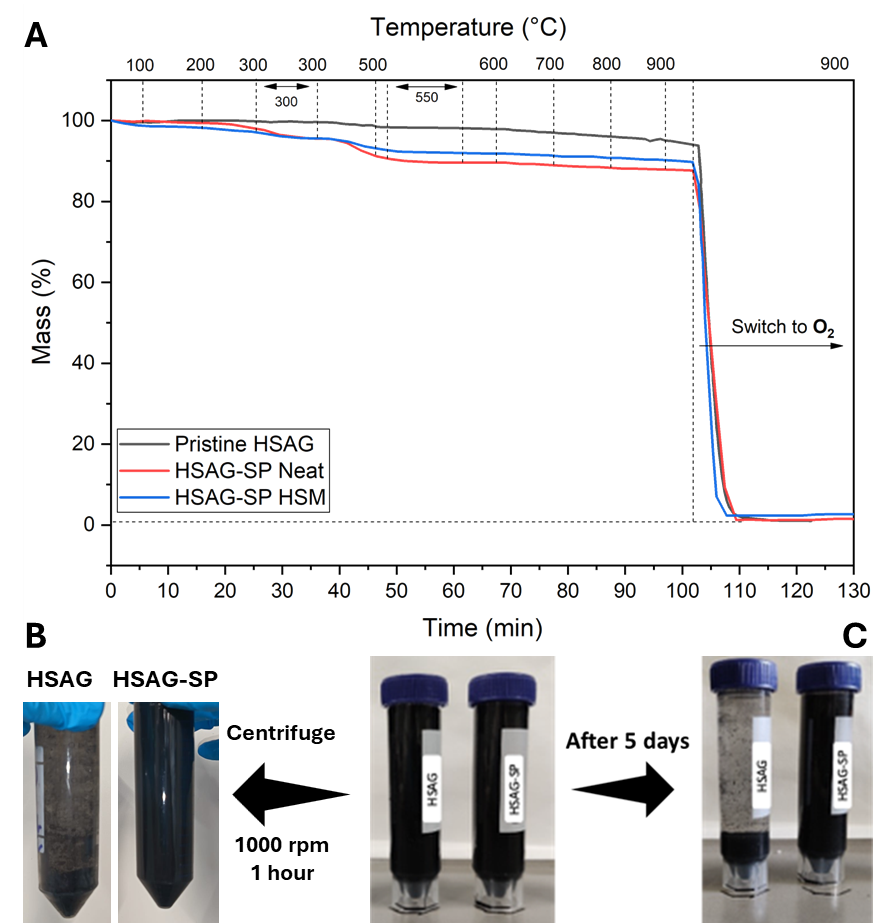 A
Temperature (°C)
100 200 300 300 500 600 700 800 900 900
300
550
100
80
60
40
20
0
Mass (%)
Switch to O₂
Pristine HSAG
HSAG-SP Neat
HSAG-SP HSM
0 10 20 30 40 50 60 70 80 90 100 110 120 130
Time (min)
B
C
HSAG HSAG-SP
Centrifuge
1000 rpm
1 hour
HSAG
HSAG-SP
After 5 days
HSAG
HSAG-SP